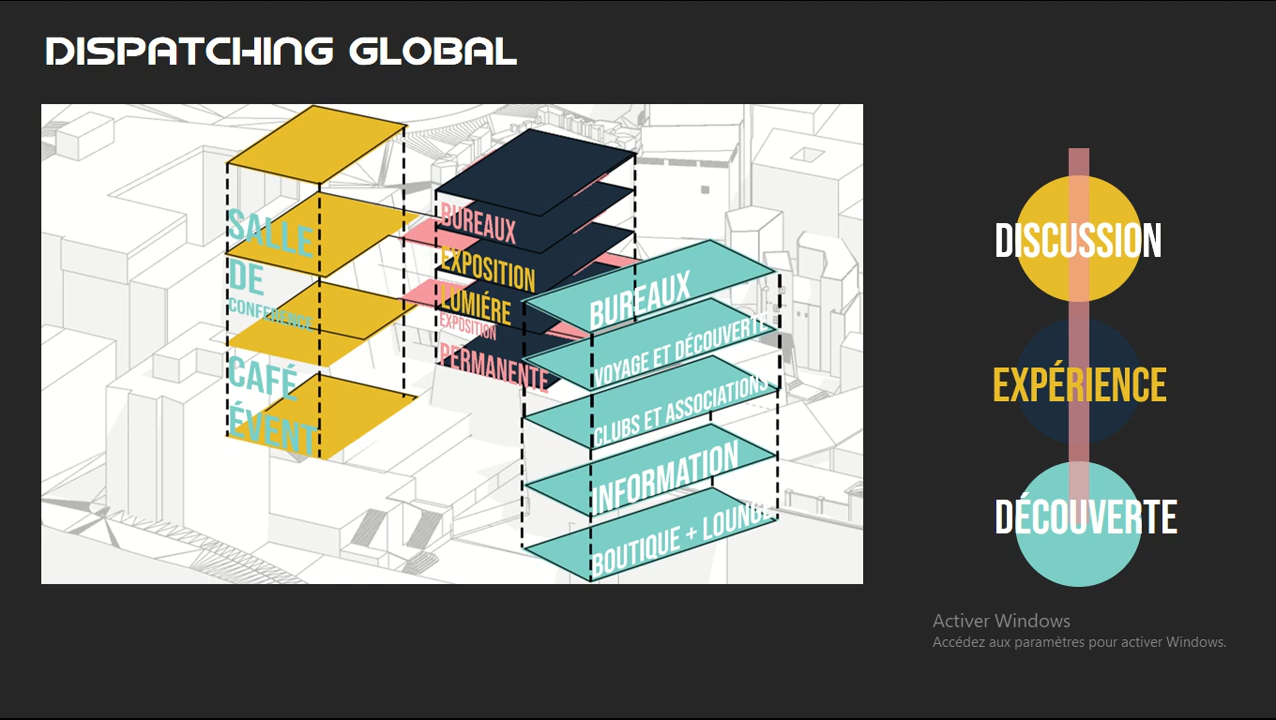 DISPATCHING GLOBAL
SALLE
DE
CONFERENCE
CAFÉ
ÉVENT
BUREAUX
EXPOSITION
LUMIÉRE
EXPOSITION
PERMANENTE
BUREAUX
VOYAGE ET DÉCOUVERTE
CLUBS ET ASSOCIATIONS
INFORMATION
BOUTIQUE + LOUNGE
DISCUSSION
EXPÉRIENCE
DÉCOUVERTE
Activer Windows
Accédez aux paramètres pour activer Windows.